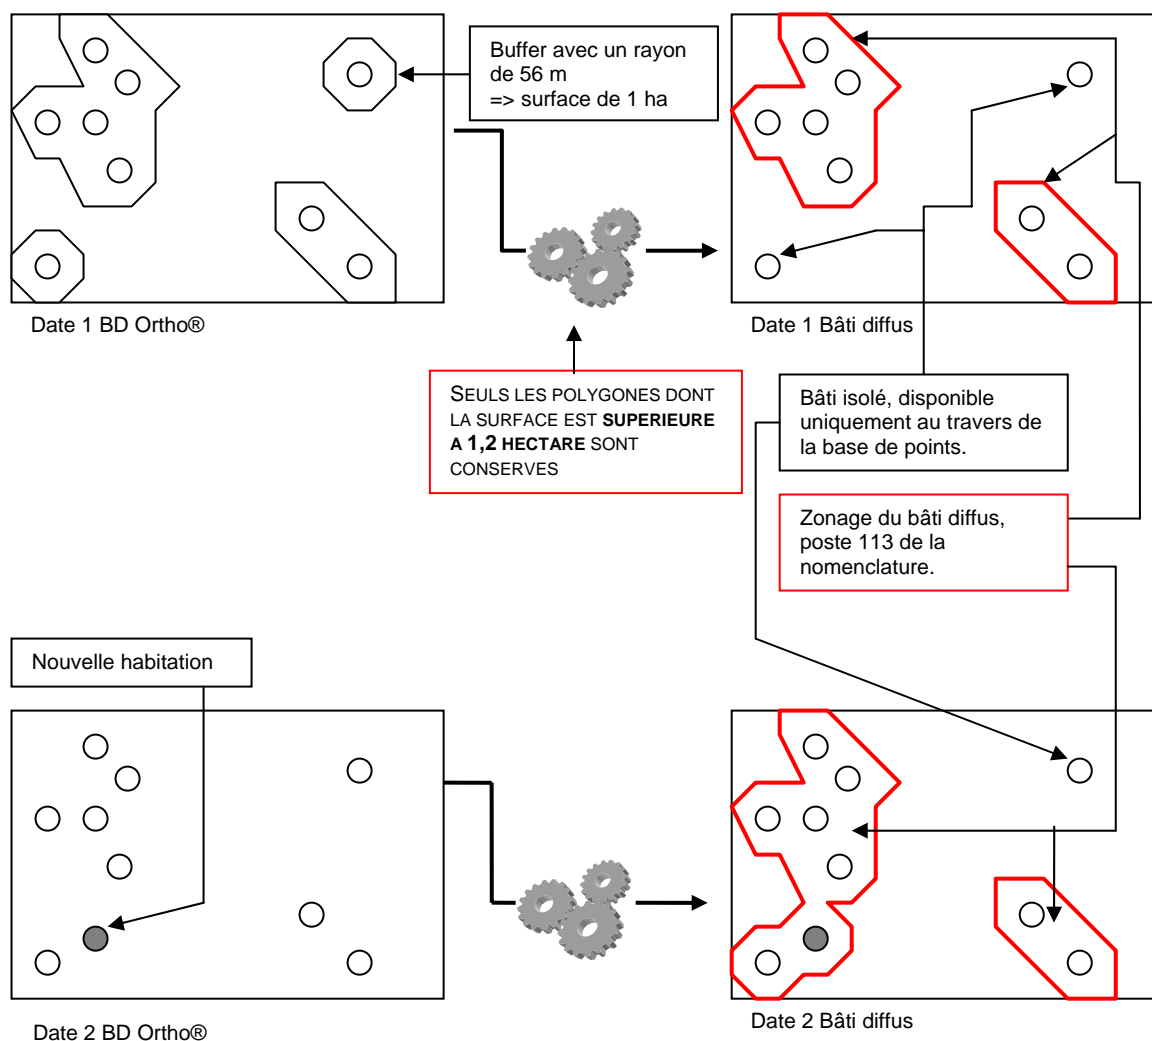 Buffer avec un rayon
de 56 m
=> surface de 1 ha
Date 1 BD Ortho®
Date 1 Bâti diffus
SEULS LES POLYGONES DONT
LA SURFACE EST SUPERIEURE
A 1,2 HECTARE SONT
CONSERVES
Bâti isolé, disponible
uniquement au travers de
la base de points.
Zonage du bâti diffus,
poste 113 de la
nomenclature.
Nouvelle habitation
Date 2 BD Ortho®
Date 2 Bâti diffus